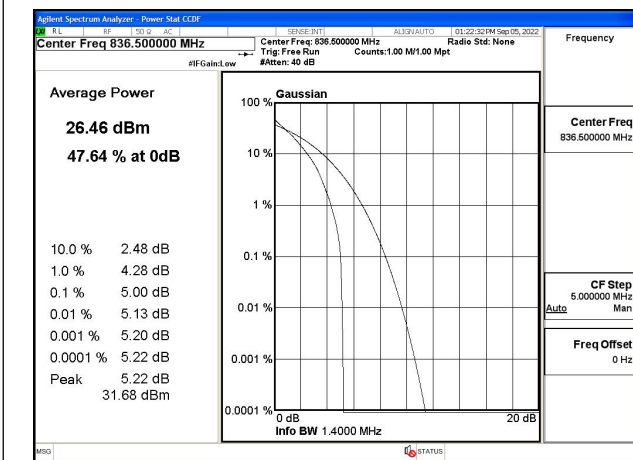 Agilent Spectrum Analyzer - Power Stat CCDF
LXI RL RF 50 Ω AC SENSE:INT ALIGN AUTO 01:22:32 PM Sep 05, 2022
Center Freq 836.500000 MHz
Center Freq: 836.500000 MHz Radio Std: None
Trig: Free Run Counts:1.00 M/1.00 Mpt
#IFGain:Low #Atten: 40 dB
Frequency
Average Power
26.46 dBm
47.64 % at 0dB
10.0 % 2.48 dB
1.0 % 4.28 dB
0.1 % 5.00 dB
0.01 % 5.13 dB
0.001 % 5.20 dB
0.0001 % 5.22 dB
Peak 5.22 dB
31.68 dBm
Gaussian
100 %
10 %
1 %
0.1 %
0.01 %
0.001 %
0.0001 %
0 dB 20 dB
Info BW 1.4000 MHz
Center Freq
836.500000 MHz
CF Step
5.000000 MHz
Auto Man
Freq Offset
0 Hz
MSG STATUS